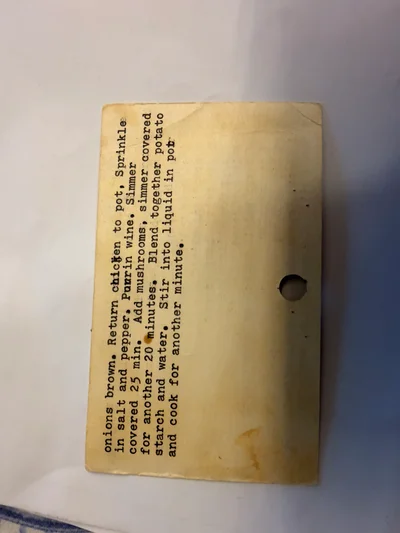 onions brown. Return chicken to pot, Sprinkle
in salt and pepper. Pourin wine. Simmer
covered 25 min. Add mushrooms, simmer covered
for another 20 minutes. Blend together potato
starch and water. Stir into liquid in pot
and cook for another minute.